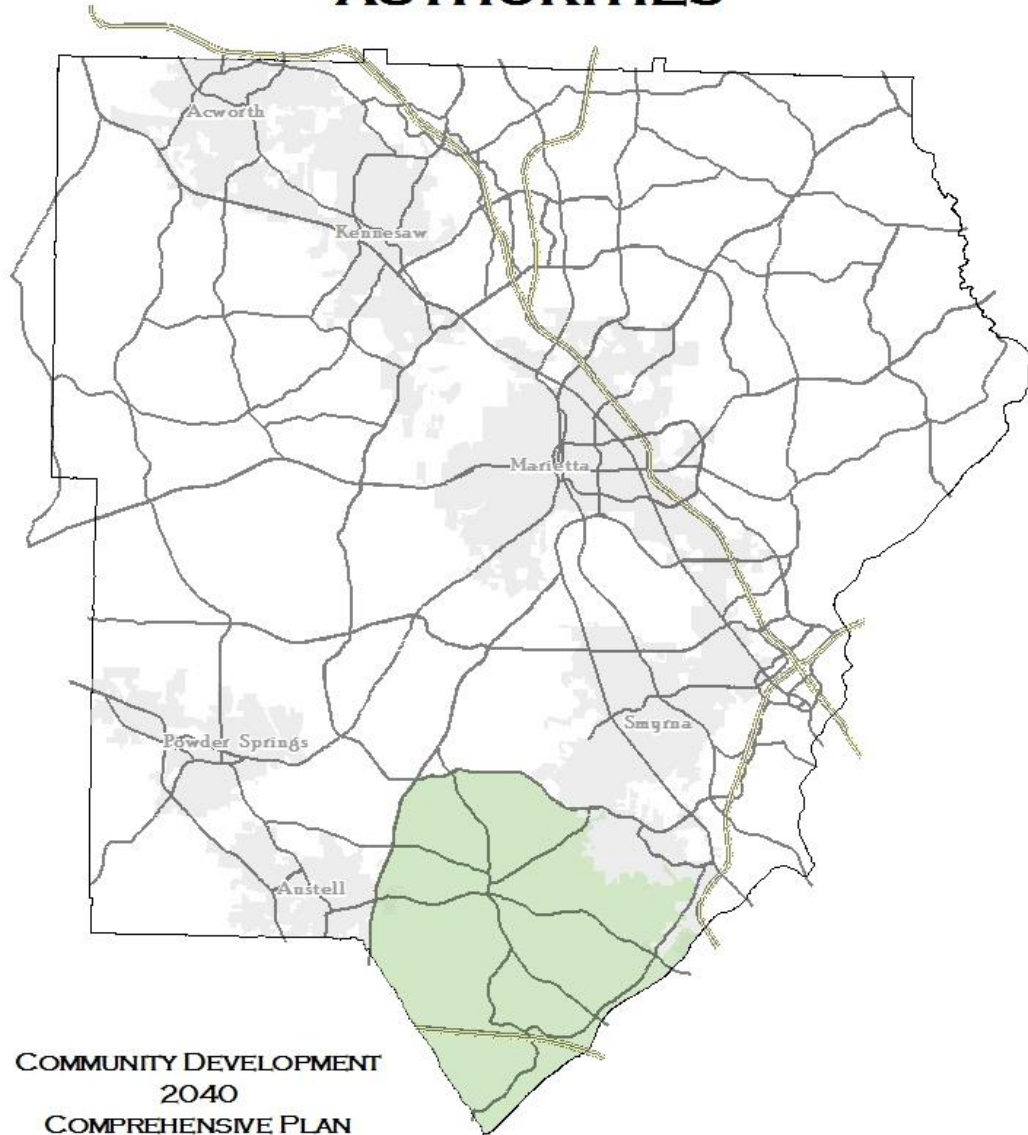 AUTHORITIES
Acworth
Kennesaw
Marietta
Smyrna
Powder Springs
Austell
COMMUNITY DEVELOPMENT
2040
COMPREHENSIVE PLAN